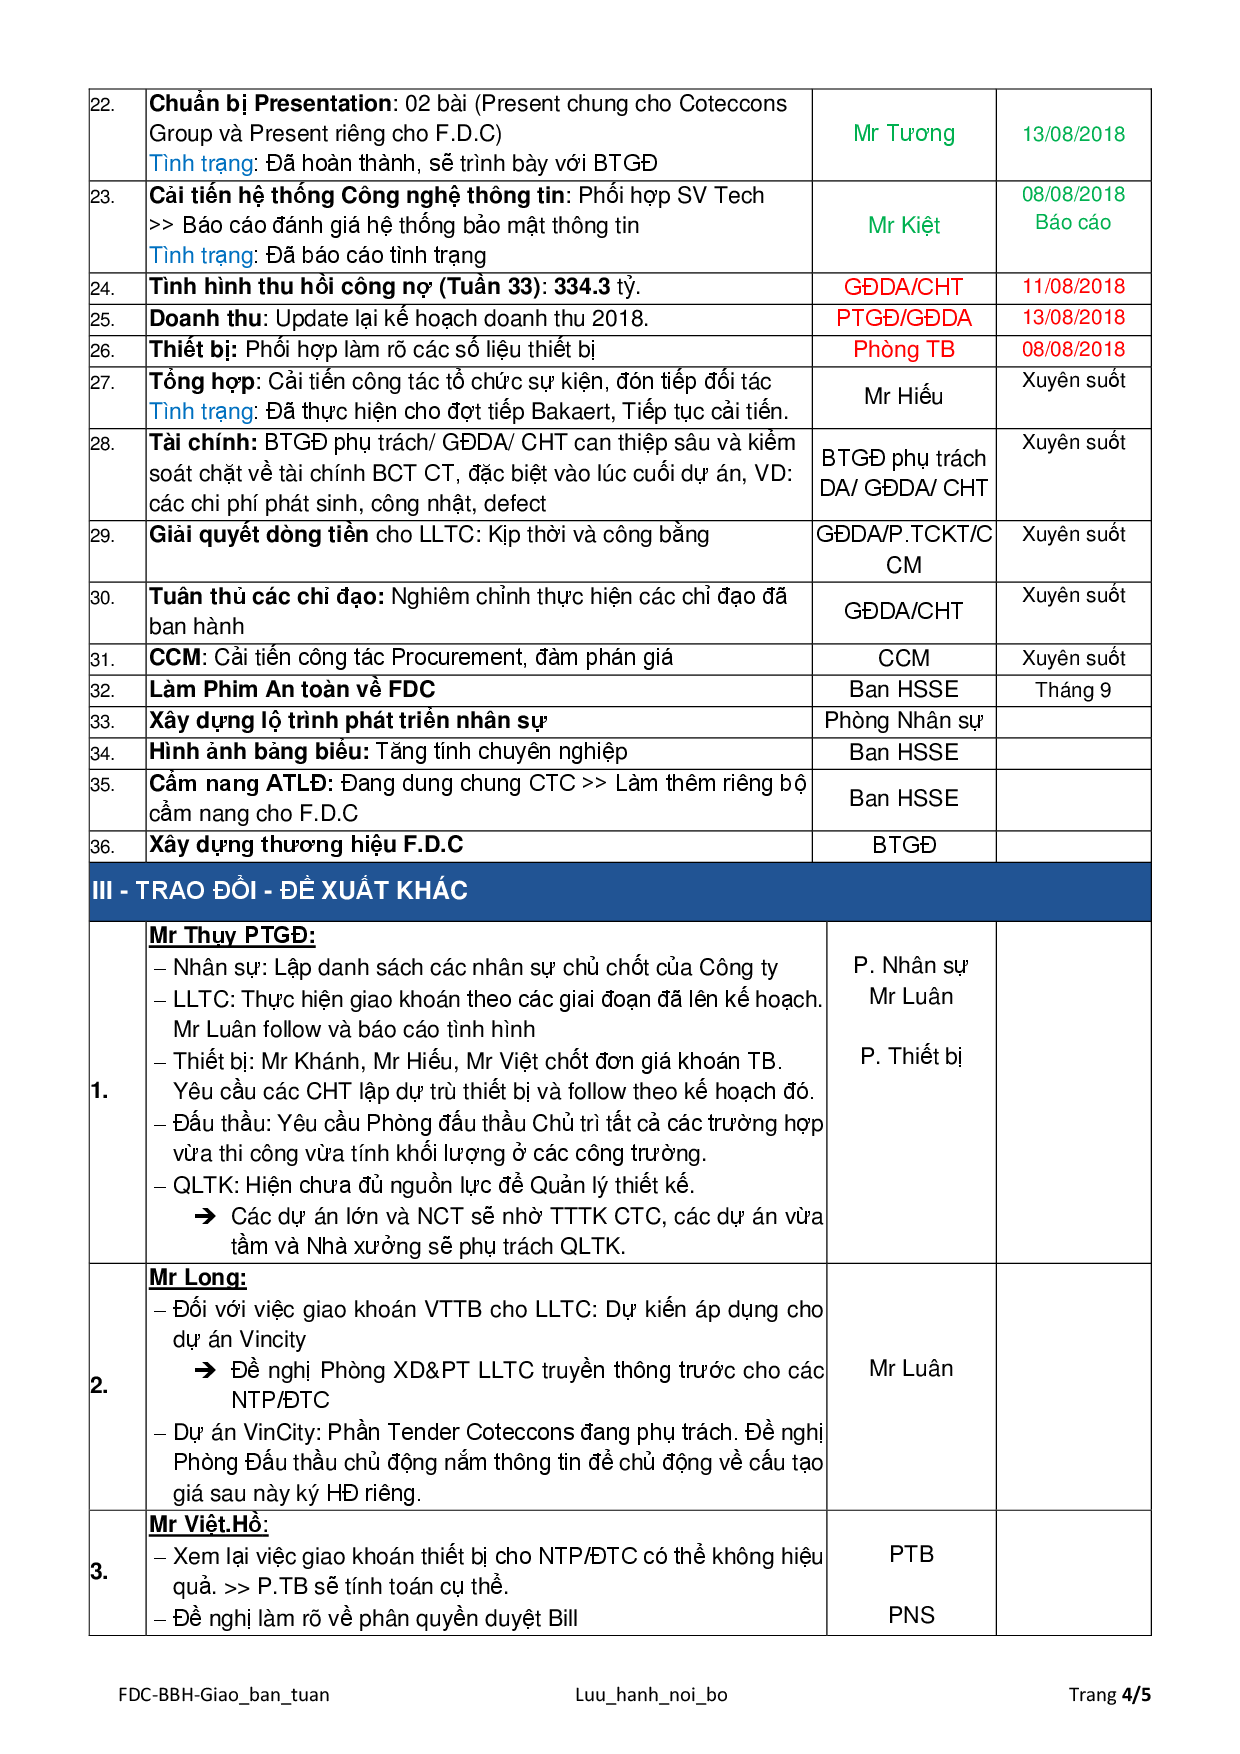 22. Chuẩn bị Presentation: 02 bài (Present chung cho Coteccons
Group và Present riêng cho F.D.C)
Tình trạng: Đã hoàn thành, sẽ trình bày với BTGĐ
Mr Tương
13/08/2018
23. Cải tiến hệ thống Công nghệ thông tin: Phối hợp SV Tech
>> Báo cáo đánh giá hệ thống bảo mật thông tin
Tình trạng: Đã báo cáo tình trạng
Mr Kiệt
08/08/2018
Báo cáo
24. Tình hình thu hồi công nợ (Tuần 33): 334.3 tỷ. GĐDA/CHT 11/08/2018
25. Doanh thu: Update lại kế hoạch doanh thu 2018. PTGĐ/GĐDA 13/08/2018
26. Thiết bị: Phối hợp làm rõ các số liệu thiết bị Phòng TB 08/08/2018
27. Tổng hợp: Cải tiến công tác tổ chức sự kiện, đón tiếp đối tác
Tình trạng: Đã thực hiện cho đợt tiếp Bakaert, Tiếp tục cải tiến.
Mr Hiếu
Xuyên suốt
28. Tài chính: BTGĐ phụ trách/ GĐDA/ CHT can thiệp sâu và kiểm
soát chặt về tài chính BCT CT, đặc biệt vào lúc cuối dự án, VD:
các chi phí phát sinh, công nhật, defect
BTGĐ phụ trách
DA/ GĐDA/ CHT
Xuyên suốt
29. Giải quyết dòng tiền cho LLTC: Kịp thời và công bằng
GĐDA/P.TCKT/C
CM
Xuyên suốt
30. Tuân thủ các chỉ đạo: Nghiêm chỉnh thực hiện các chỉ đạo đã
ban hành
GĐDA/CHT
Xuyên suốt
31. CCM: Cải tiến công tác Procurement, đàm phán giá CCM Xuyên suốt
32. Làm Phim An toàn về FDC Ban HSSE Tháng 9
33. Xây dựng lộ trình phát triển nhân sự Phòng Nhân sự
34. Hình ảnh bảng biểu: Tăng tính chuyên nghiệp Ban HSSE
35. Cẩm nang ATLĐ: Đang dung chung CTC >> Làm thêm riêng bộ
cẩm nang cho F.D.C
Ban HSSE
36. Xây dựng thương hiệu F.D.C BTGĐ
III - TRAO ĐỔI - ĐỀ XUẤT KHÁC
1.
Mr Thụy PTGĐ:
– Nhân sự: Lập danh sách các nhân sự chủ chốt của Công ty
– LLTC: Thực hiện giao khoán theo các giai đoạn đã lên kế hoạch.
Mr Luân follow và báo cáo tình hình
– Thiết bị: Mr Khánh, Mr Hiếu, Mr Việt chốt đơn giá khoán TB.
Yêu cầu các CHT lập dự trù thiết bị và follow theo kế hoạch đó.
– Đấu thầu: Yêu cầu Phòng đấu thầu Chủ trì tất cả các trường hợp
vừa thi công vừa tính khối lượng ở các công trường.
– QLTK: Hiện chưa đủ nguồn lực để Quản lý thiết kế.
➔ Các dự án lớn và NCT sẽ nhờ TTTK CTC, các dự án vừa
tầm và Nhà xưởng sẽ phụ trách QLTK.
P. Nhân sự
Mr Luân
P. Thiết bị
2.
Mr Long:
– Đối với việc giao khoán VTTB cho LLTC: Dự kiến áp dụng cho
dự án Vincity
➔ Đề nghị Phòng XD&PT LLTC truyền thông trước cho các
NTP/ĐTC
– Dự án VinCity: Phần Tender Coteccons đang phụ trách. Đề nghị
Phòng Đấu thầu chủ động nắm thông tin để chủ động về cấu tạo
giá sau này ký HĐ riêng.
Mr Luân
3.
Mr Việt.Hồ:
– Xem lại việc giao khoán thiết bị cho NTP/ĐTC có thể không hiệu
quả. >> P.TB sẽ tính toán cụ thể.
– Đề nghị làm rõ về phân quyền duyệt Bill
PTB
PNS
FDC-BBH-Giao_ban_tuan Luu_hanh_noi_bo Trang 4/5